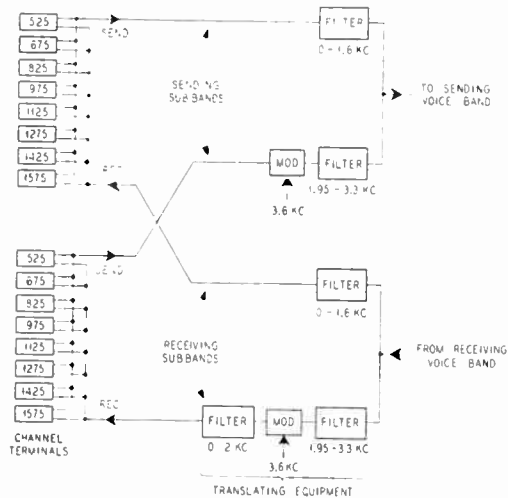 525
675
825
975
1125
1275
1425
1575
SEND
REC
FILTER
0-1.6 KC
SENDING
SUBBANDS
TO SENDING
VOICE BAND
MOD
3.6 KC
FILTER
1.95-3.3 KC
525
675
825
975
1125
1275
1425
1575
SEND
REC
CHANNEL
TERMINALS
FILTER
0-1.6 KC
RECEIVING
SUBBANDS
FROM RECEIVING
VOICE BAND
FILTER
0 2 KC
MOD
3.6 KC
FILTER
1.95-3.3 KC
TRANSLATING EQUIPMENT